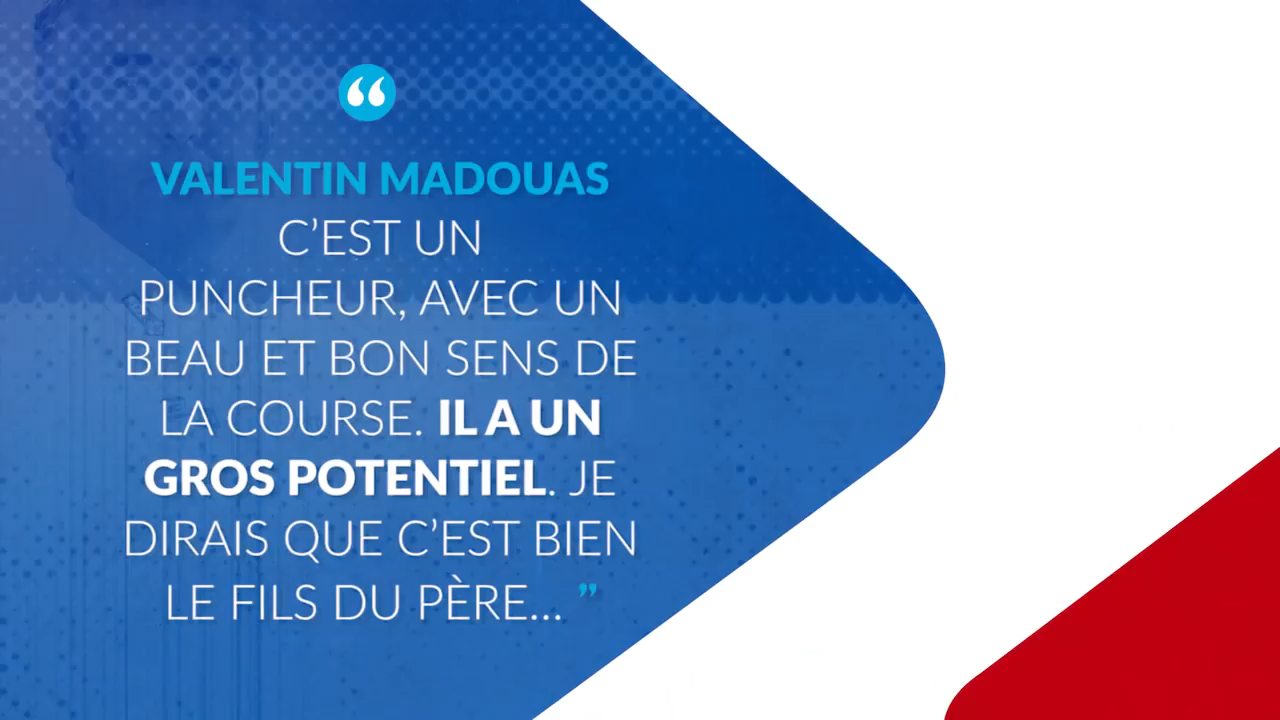 “
VALENTIN MADOUAS
C’EST UN
PUNCHEUR, AVEC UN
BEAU ET BON SENS DE
LA COURSE. IL A UN
GROS POTENTIEL. JE
DIRAIS QUE C’EST BIEN
LE FILS DU PÈRE... ”